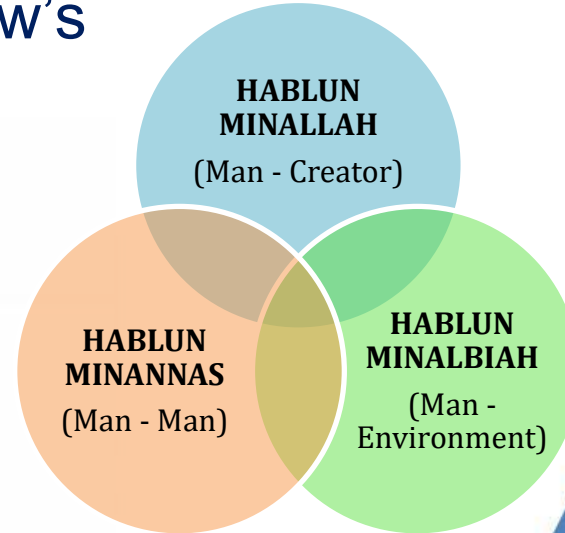 w's
HABLUN
MINALLAH
(Man - Creator)
HABLUN
MINANNAS
(Man - Man)
HABLUN
MINALBIAH
(Man -
Environment)